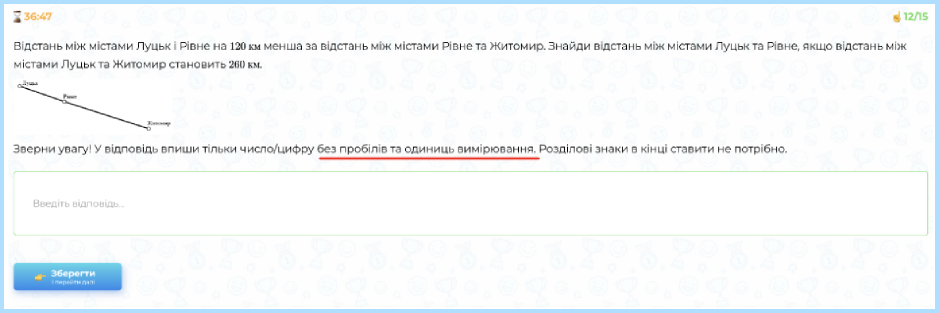 36:47
12/15
Відстань між містами Луцьк і Рівне на 120 км менша за відстань між містами Рівне та Житомир. Знайди відстань між містами Луцьк та Рівне, якщо відстань між
містами Луцьк та Житомир становить 260 км.
Луцьк
Рівне
Житомир
Зверни увагу! У відповідь впиши тільки число/цифру без пробілів та одиниць вимірювання. Розділові знаки в кінці ставити не потрібно.
Введіть відповідь...
Зберегти
і перейти далі